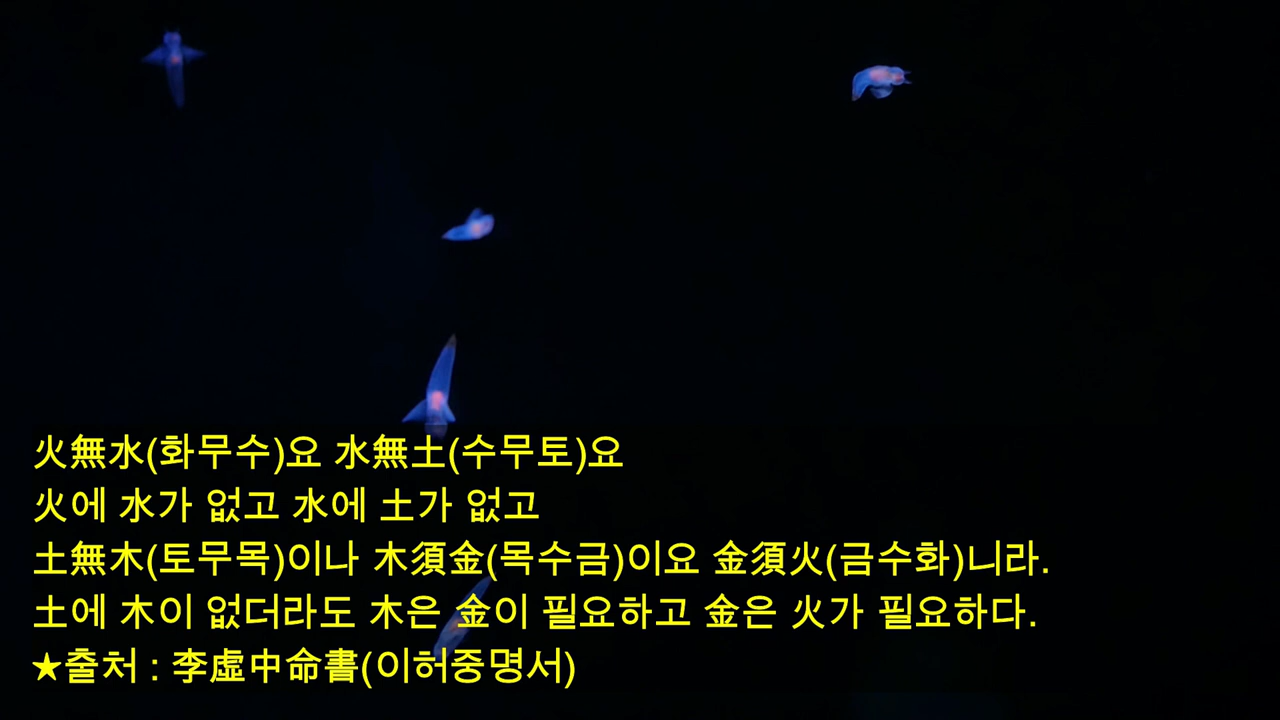 火無水(화무수)요 水無土(수무토)요
火에 水가 없고 水에 土가 없고
土無木(토무목)이나 木須金(목수금)이요 金須火(금수화)니라.
土에 木이 없더라도 木은 金이 필요하고 金은 火가 필요하다.
★출처 : 李虛中命書(이허중명서)